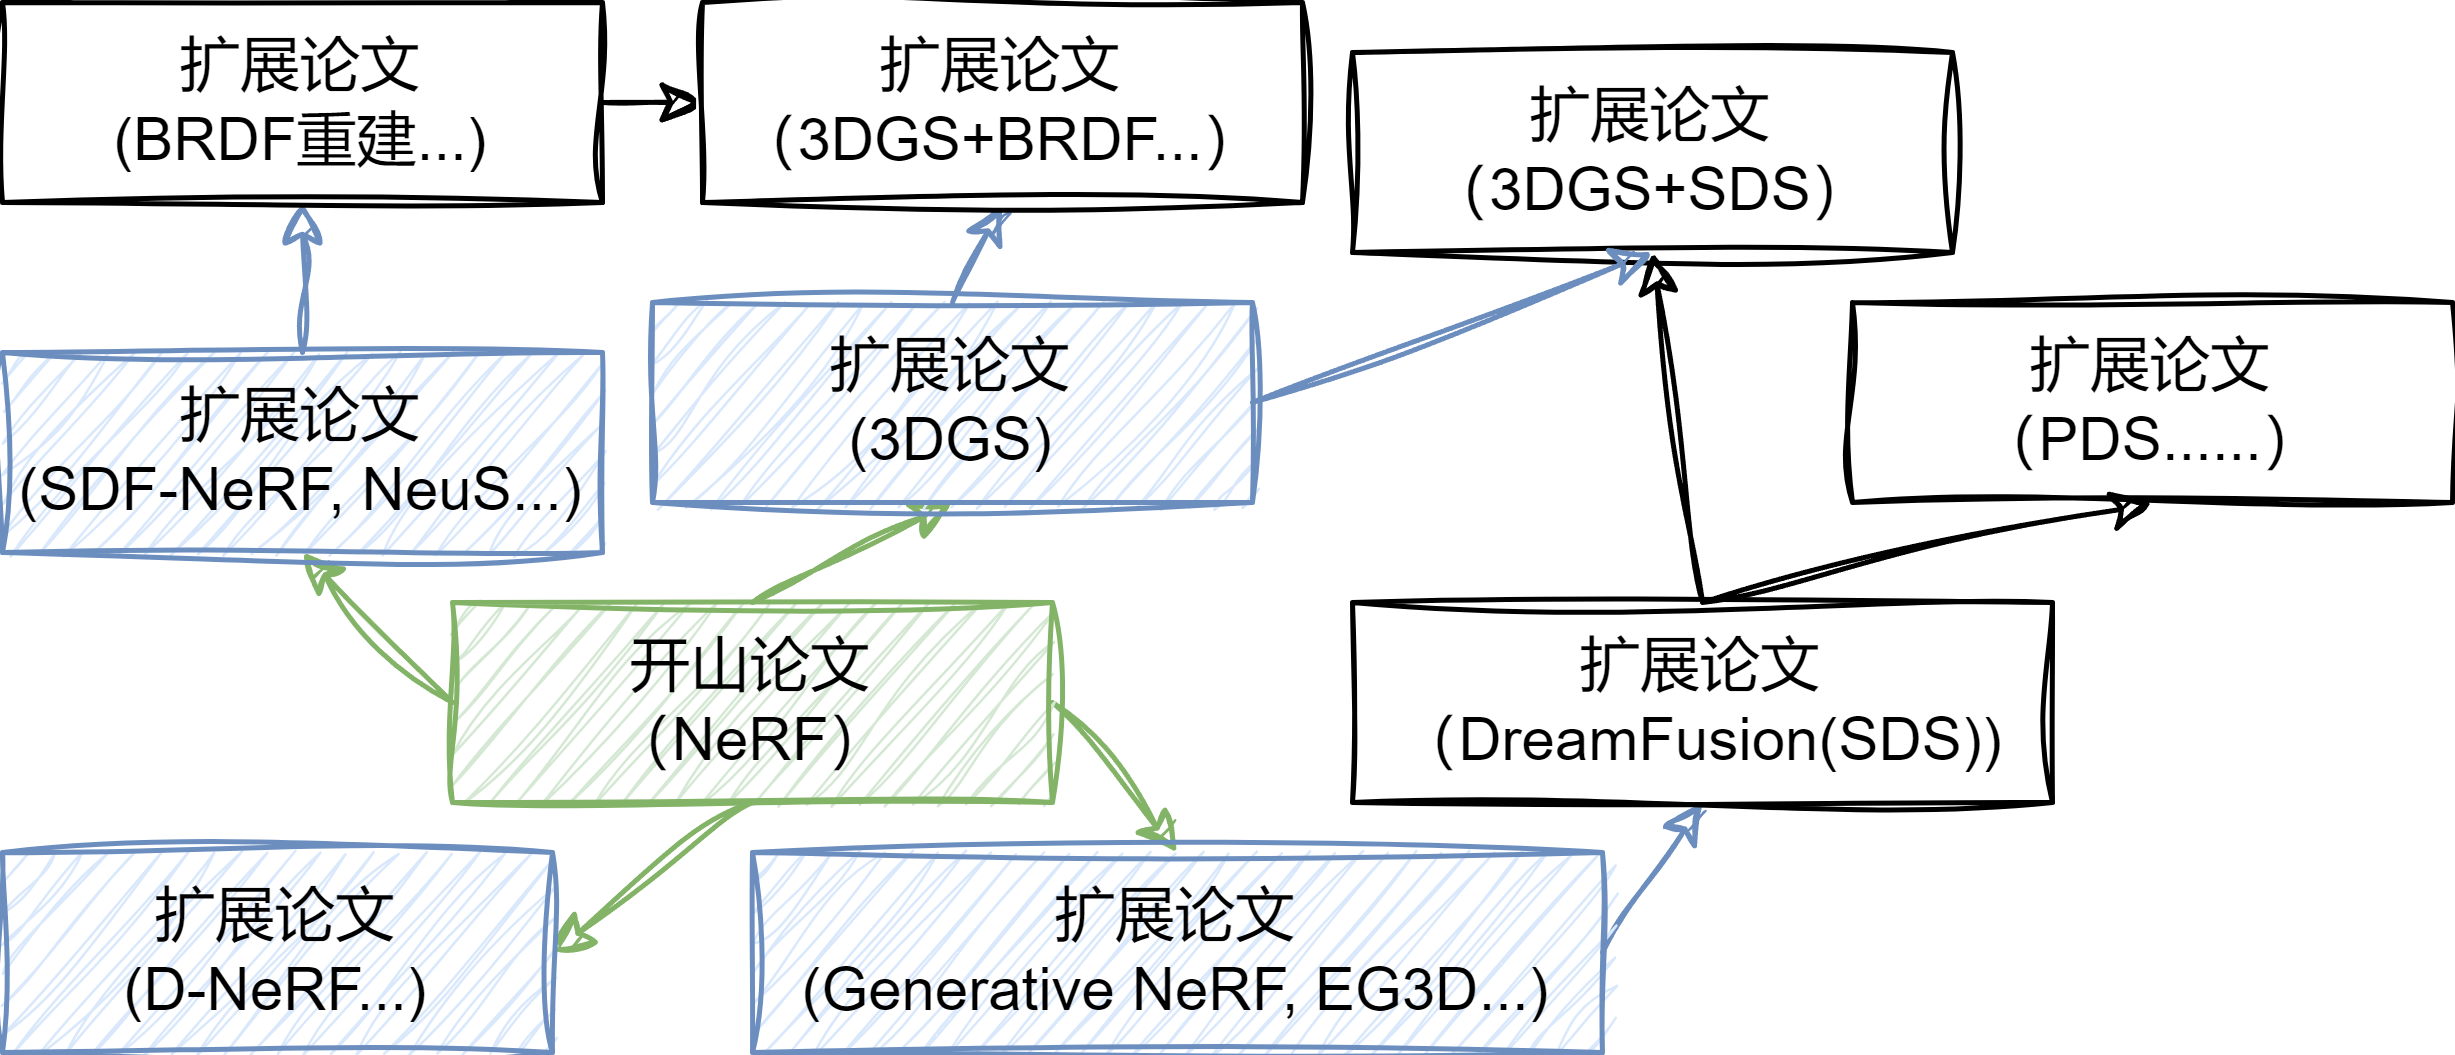 扩展论文
(BRDF重建...)
扩展论文
（3DGS+BRDF...）
扩展论文
（3DGS+SDS）
扩展论文
(SDF-NeRF, NeuS...)
扩展论文
(3DGS)
扩展论文
（PDS......）
开山论文
（NeRF）
扩展论文
（DreamFusion(SDS)）
扩展论文
(D-NeRF...)
扩展论文
(Generative NeRF, EG3D...)